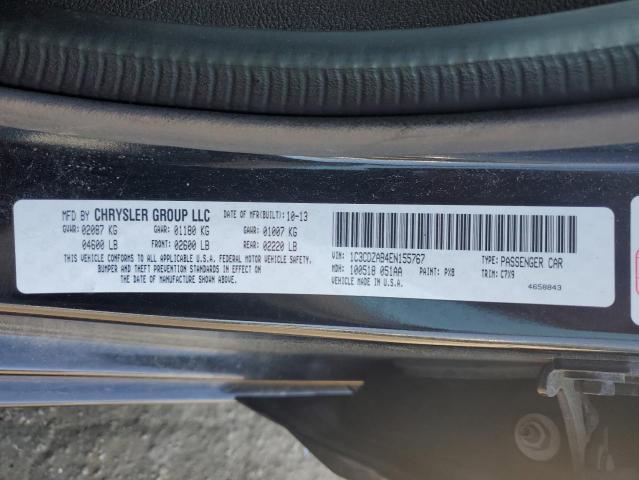 MFD BY CHRYSLER GROUP LLC DATE OF MFR(BUILT): 10-13
GVWR: 02087 KG GAWR: 01180 KG GAWR: 01007 KG
04600 LB FRONT: 02600 LB REAR: 02220 LB
THIS VEHICLE CONFORMS TO ALL APPLICABLE U.S.A. FEDERAL MOTOR VEHICLE SAFETY,
BUMPER AND THEFT PREVENTION STANDARDS IN EFFECT ON
THE DATE OF MANUFACTURE SHOWN ABOVE.
VIN: 1C3CDZAB4EN155767 TYPE: PASSENGER CAR
MDH: 100518 051AA PAINT: PX8 TRIM: C7X9
VEHICLE MADE IN U.S.A. 4658843